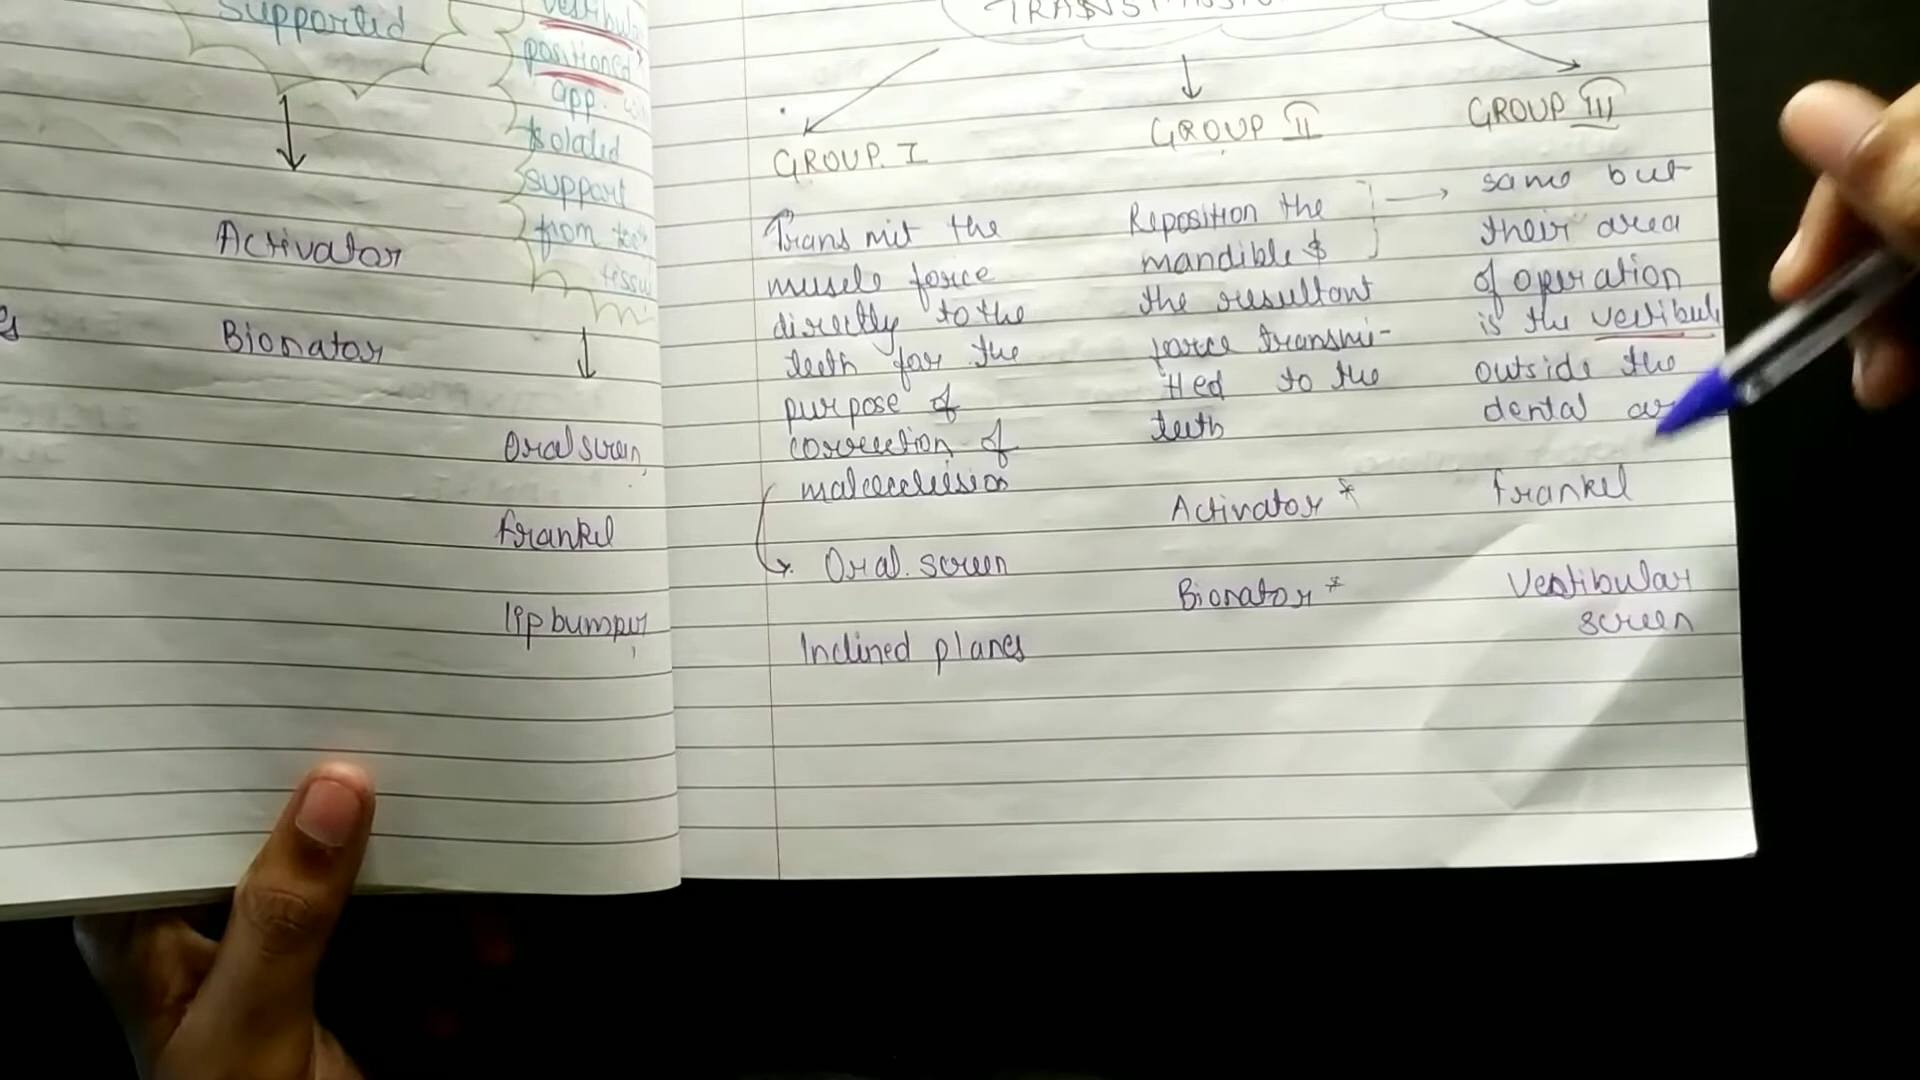 supported
Activator
Bionator
positioned
app.
Isolated
support
from
Oral screen,
Frankel
lip bumper
GROUP. I
Transmit the
muscle force
directly to the
teeth for the
purpose of
correction of
malocclusion
Oral. screen
Inclined planes
GROUP II
Reposition the
mandible &
the resultant
force transmi-
tted to the
teeth
Activator *
Bionator *
GROUP III
same but
their area
of operation
is the vestibul
outside the
dental
Frankel
Vestibular
screen